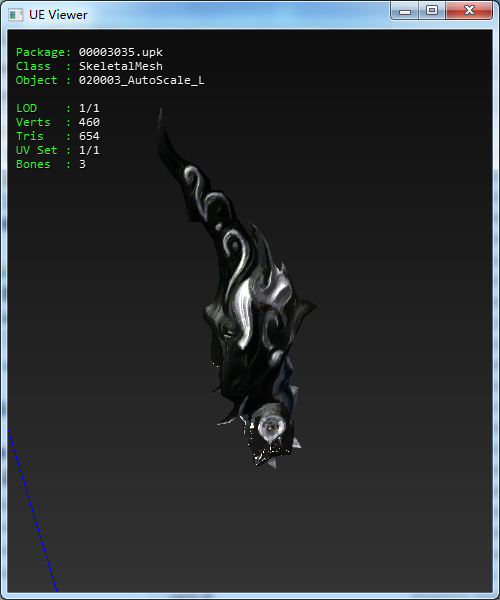 UE Viewer
Package: 00003035.upk
Class : SkeletalMesh
Object : 020003_AutoScale_L
LOD : 1/1
Verts : 460
Tris : 654
UV Set : 1/1
Bones : 3